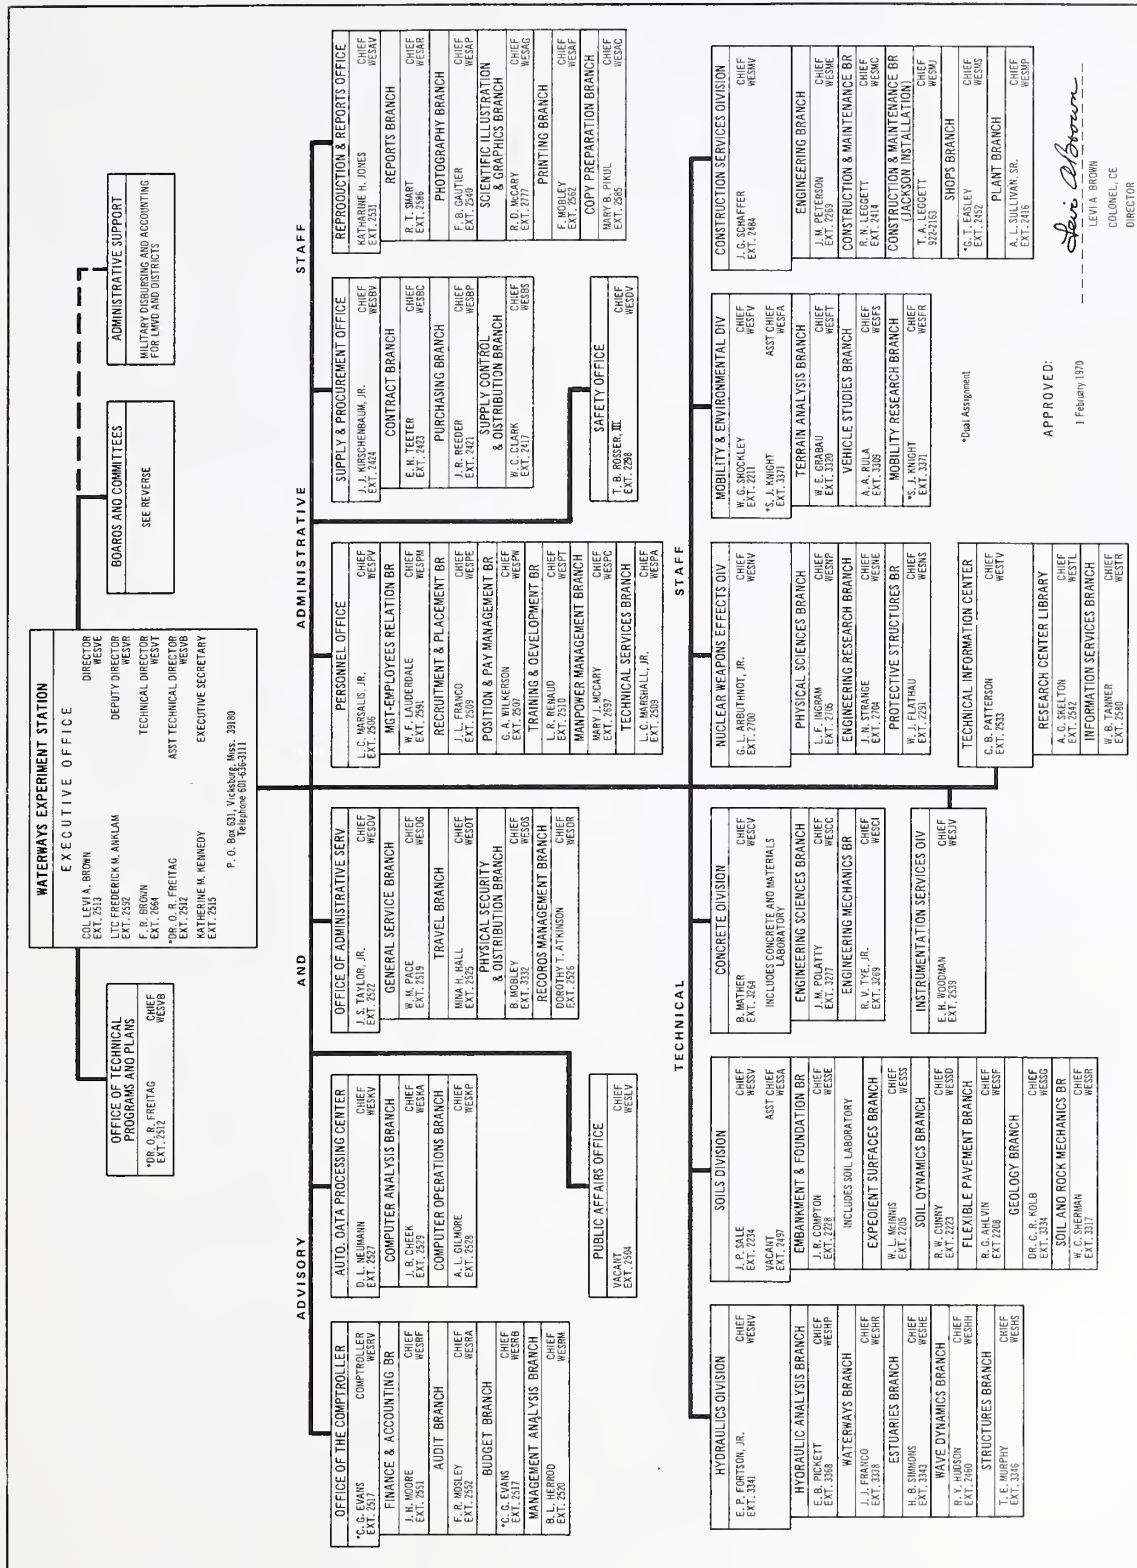 WATERWAYS EXPERIMENT STATION
EXECUTIVE OFFICE
COL LEVI A. BROWN DIRECTOR
EXT. 2513 WESVE
LTC FREDERICK M. ANKLAM DEPUTY DIRECTOR
EXT. 2592 WESVR
F. R. BROWN TECHNICAL DIRECTOR
EXT. 2664 WESVT
*DR. O. R. FREITAG ASST TECHNICAL DIRECTOR
EXT. 2512 WESVB
KATHERINE M. KENNEDY EXECUTIVE SECRETARY
EXT. 2515
P. O. Box 631, Vicksburg, Miss. 39180
Telephone 601-636-3111
OFFICE OF TECHNICAL
PROGRAMS AND PLANS
*DR. O. R. FREITAG CHIEF
EXT. 2512 WESVB
BOAROS AND COMMITTEES
SEE REVERSE
ADMINISTRATIVE SUPPORT
MILITARY DISBURSING AND ACCOUNTING
FOR LMVD AND DISTRICTS
ADVISORY AND ADMINISTRATIVE STAFF
OFFICE OF THE COMPTROLLER
*C. G. EVANS COMPTROLLER
EXT. 2517 WESRV
FINANCE & ACCOUNTING BR
J. H. MOORE CHIEF
EXT. 2551 WESRF
AUDIT BRANCH
F. R. MOSLEY CHIEF
EXT. 2552 WESRA
BUDGET BRANCH
*C. G. EVANS CHIEF
EXT. 2517 WESRB
MANAGEMENT ANALYSIS BRANCH
B. L. HERROD CHIEF
EXT. 2520 WESRM
AUTO. OATA PROCESSING CENTER
D. L. NEUMANN CHIEF
EXT. 2527 WESKV
COMPUTER ANALYSIS BRANCH
J. B. CHEEK CHIEF
EXT. 2529 WESKA
COMPUTER OPERATIONS BRANCH
A. L. GILMORE CHIEF
EXT. 2528 WESKP
PUBLIC AFFAIRS OFFICE
VACANT CHIEF
EXT. 2504 WESLV
OFFICE OF ADMINISTRATIVE SERV
J. S. TAYLOR, JR. CHIEF
EXT. 2522 WESOV
GENERAL SERVICE BRANCH
W. M. PACE CHIEF
EXT. 2519 WESOG
TRAVEL BRANCH
MINA H. HALL CHIEF
EXT. 2525 WESOT
PHYSICAL SECURITY
& DISTRIBUTION BRANCH
B. MOBLEY CHIEF
EXT. 3332 WESOS
RECOROS MANAGEMENT BRANCH
DOROTHY T. ATKINSON CHIEF
EXT. 2526 WESOR
PERSONNEL OFFICE
L. C. MARSALIS, JR. CHIEF
EXT. 2506 WESPV
MGT-EMPLOYEES RELATION BR
W. F. LAUDERDALE CHIEF
EXT. 2591 WESPM
RECRUITMENT & PLACEMENT BR
J. L. FRANCO CHIEF
EXT. 2509 WESPE
POSITION & PAY MANAGEMENT BR
G. A. WILKERSON CHIEF
EXT. 2507 WESPW
TRAINING & OEVELOPMENT BR
L. R. RENAUD CHIEF
EXT. 2510 WESPT
MANPOWER MANAGEMENT BRANCH
MARY J. MCCARY CHIEF
EXT. 2697 WESPC
TECHNICAL SERVICES BRANCH
L. C. MARSHALL, JR. CHIEF
EXT. 2509 WESPA
SUPPLY & PROCUREMENT OFFICE
J. J. KIRSCHENBAUM, JR. CHIEF
EXT. 2424 WESBV
CONTRACT BRANCH
E. H. TEETER CHIEF
EXT. 2423 WESBC
PURCHASING BRANCH
J. R. REEDER CHIEF
EXT. 2421 WESBP
SUPPLY CONTROL
& OISTRIBUTION BRANCH
W. C. CLARK CHIEF
EXT. 2417 WESBS
SAFETY OFFICE
T. B. ROSSER, III CHIEF
EXT. 2298 WESDV
REPRODUCTION & REPORTS OFFICE
KATHARINE H. JONES CHIEF
EXT. 2531 WESAV
REPORTS BRANCH
R. T. SMART CHIEF
EXT. 2586 WESAR
PHOTOGRAPHY BRANCH
F. B. GAUTIER CHIEF
EXT. 2540 WESAP
SCIENTIFIC ILLUSTRATION
& GRAPHICS BRANCH
R. D. McCARY CHIEF
EXT. 2777 WESAG
PRINTING BRANCH
F. MOBLEY CHIEF
EXT. 2562 WESAF
COPY PREPARATION BRANCH
MARY B. PIKUL CHIEF
EXT. 2585 WESAC
TECHNICAL STAFF
HYDRAULICS DIVISION
E. P. FORTSON, JR. CHIEF
EXT. 3341 WESHV
HYDRAULIC ANALYSIS BRANCH
E. B. PICKETT CHIEF
EXT. 3368 WESHP
WATERWAYS BRANCH
J. J. FRANCO CHIEF
EXT. 3338 WESHR
ESTUARIES BRANCH
H. B. SIMMONS CHIEF
EXT. 3343 WESHE
WAVE DYNAMICS BRANCH
R. Y. HUDSON CHIEF
EXT. 2460 WESHH
STRUCTURES BRANCH
T. E. MURPHY CHIEF
EXT. 3346 WESHS
SOILS DIVISION
J. P. SALE CHIEF
EXT. 2234 WESSV
VACANT ASST CHIEF
EXT. 2497 WESSA
EMBANKMENT & FOUNDATION BR
J. R. COMPTON CHIEF
EXT. 2228 WESSE
INCLUDES SOIL LABORATORY
EXPEOIENT SURFACES BRANCH
W. L. McINNIS CHIEF
EXT. 2205 WESSS
SOIL OYNAMICS BRANCH
R. W. CUNNY CHIEF
EXT. 2223 WESSD
FLEXIBLE PAVEMENT BRANCH
R. G. AHLVIN CHIEF
EXT 2208 WESSF
GEOLOGY BRANCH
DR. C. R. KOLB CHIEF
EXT. 3334 WESSG
SOIL AND ROCK MECHANICS BR
W. C. SHERMAN CHIEF
EXT. 3317 WESSR
CONCRETE DIVISION
B. MATHER CHIEF
EXT. 3264 WESCV
INCLUDES CONCRETE AND MATERIALS
LABORATORY
ENGINEERING SCIENCES BRANCH
J. M. POLATTY CHIEF
EXT. 3277 WESCC
ENGINEERING MECHANICS BR
R. V. TYE, JR. CHIEF
EXT. 3269 WESCI
INSTRUMENTATION SERVICES OIV
E. H. WOODMAN CHIEF
EXT. 2539 WESJV
NUCLEAR WEAPONS EFFECTS OIV
G. L. ARBUTHNOT, JR. CHIEF
EXT. 2700 WESNV
PHYSICAL SCIENCES BRANCH
L. F. INGRAM CHIEF
EXT. 2706 WESNP
ENGINEERING RESEARCH BRANCH
J. N. STRANGE CHIEF
EXT. 2704 WESNE
PROTECTIVE STRUCTURES BR
W. J. FLATHAU CHIEF
EXT. 2291 WESNS
TECHNICAL INFORMATION CENTER
C. B. PATTERSON CHIEF
EXT. 2533 WESTV
RESEARCH CENTER LIBRARY
A. G. SKELTON CHIEF
EXT. 2542 WESTL
INFORMATION SERVICES BRANCH
W. B. TANNER CHIEF
EXT. 2580 WESTR
MOBILITY & ENVIRONMENTAL DIV
W. G. SHOCKLEY CHIEF
EXT. 2211 WESFV
*S. J. KNIGHT ASST CHIEF
EXT. 3371 WESFA
TERRAIN ANALYSIS BRANCH
W. E. GRABAU CHIEF
EXT. 3320 WESFT
VEHICLE STUDIES BRANCH
A. A. RULA CHIEF
EXT. 3309 WESFS
MOBILITY RESEARCH BRANCH
*S. J. KNIGHT CHIEF
EXT. 3371 WESFR
CONSTRUCTION SERVICES OIVISION
J. G. SCHAFFER CHIEF
EXT. 2484 WESMV
ENGINEERING BRANCH
J. M. PETERSON CHIEF
EXT. 2269 WESME
CONSTRUCTION & MAINTENANCE BR
R. N. LEGGETT CHIEF
EXT. 2414 WESMC
CONSTRUCTION & MAINTENANCE BR
(JACKSON INSTALLATION)
T. A. LEGGETT CHIEF
922-2163 WESMJ
SHOPS BRANCH
*G. T. EASLEY CHIEF
EXT. 2452 WESMS
PLANT BRANCH
A. L. SULLIVAN, SR. CHIEF
EXT. 2416 WESMP
*Dual Assignment
APPROVED:
1 February 1970
Levi A Brown
LEVI A BROWN
COLONEL, CE
DIRECTOR